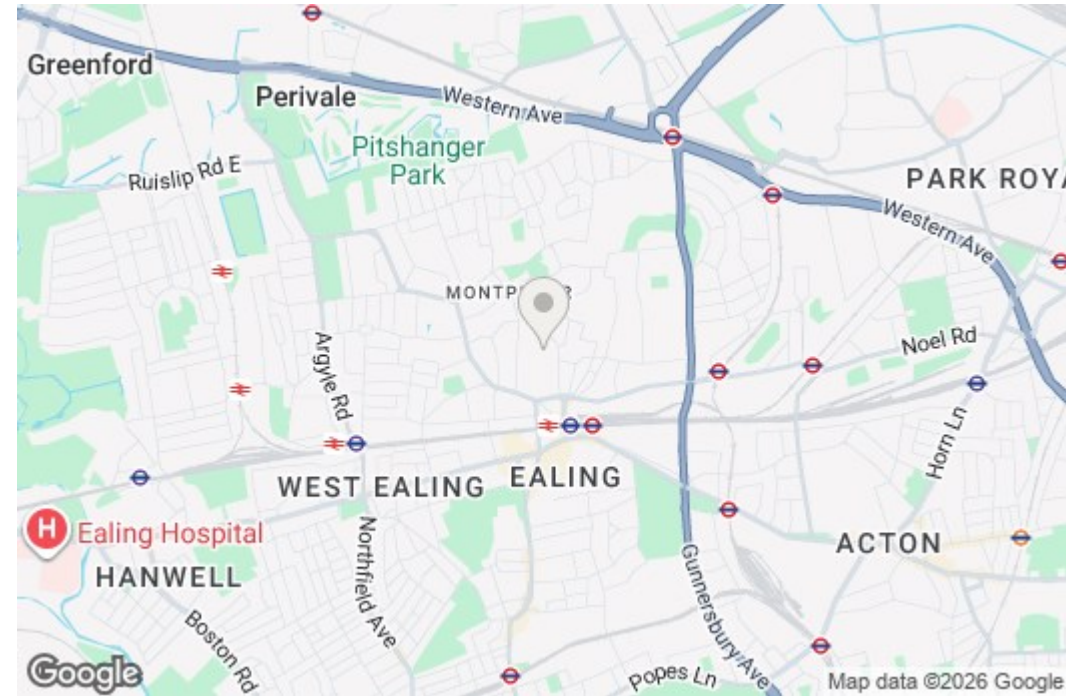 Greenford
Perivale
Western Ave
Pitshanger
Park
Ruislip Rd E
PARK ROYA
Western Ave
Argyle Rd
Noel Rd
Horn Ln
WEST EALING
EALING
H
Ealing Hospital
ACTON
HANWELL
Northfield Ave
Gunnersbury Ave
Boston Rd
Popes Ln
Google
Map data ©2026 Google